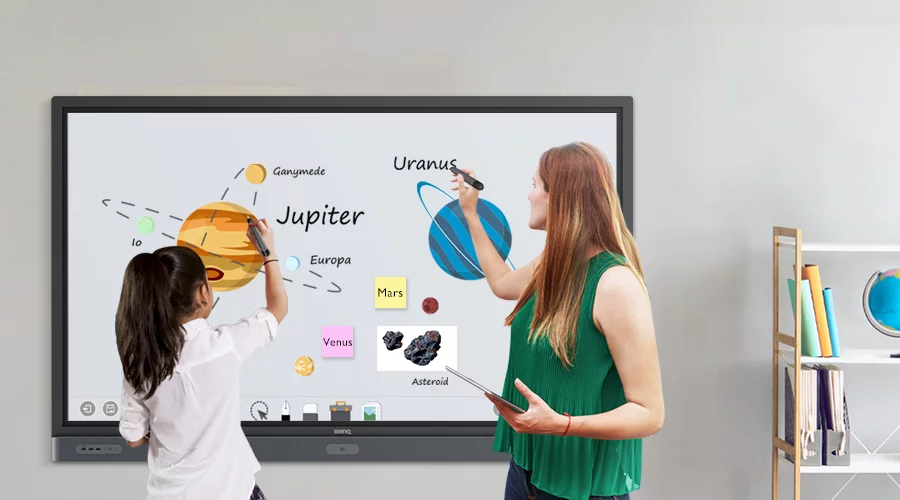 Uranus
Ganymede
Jupiter
Io
Europa
Mars
Venus
Asteroid
BenQ